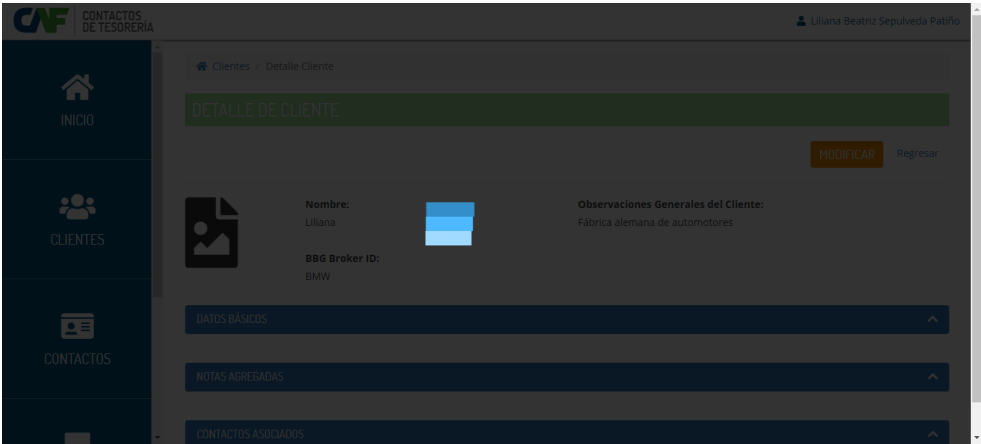 CAF CONTACTOS
DE TESORERÍA
Liliana Beatriz Sepulveda Patiño
INICIO
CLIENTES
CONTACTOS
Clientes / Detalle Cliente
DETALLE DE CLIENTE
MODIFICAR Regresar
Nombre:
Liliana
Observaciones Generales del Cliente:
Fábrica alemana de automotores
BBG Broker ID:
BMW
DATOS BÁSICOS
NOTAS AGREGADAS
CONTACTOS ASOCIADOS